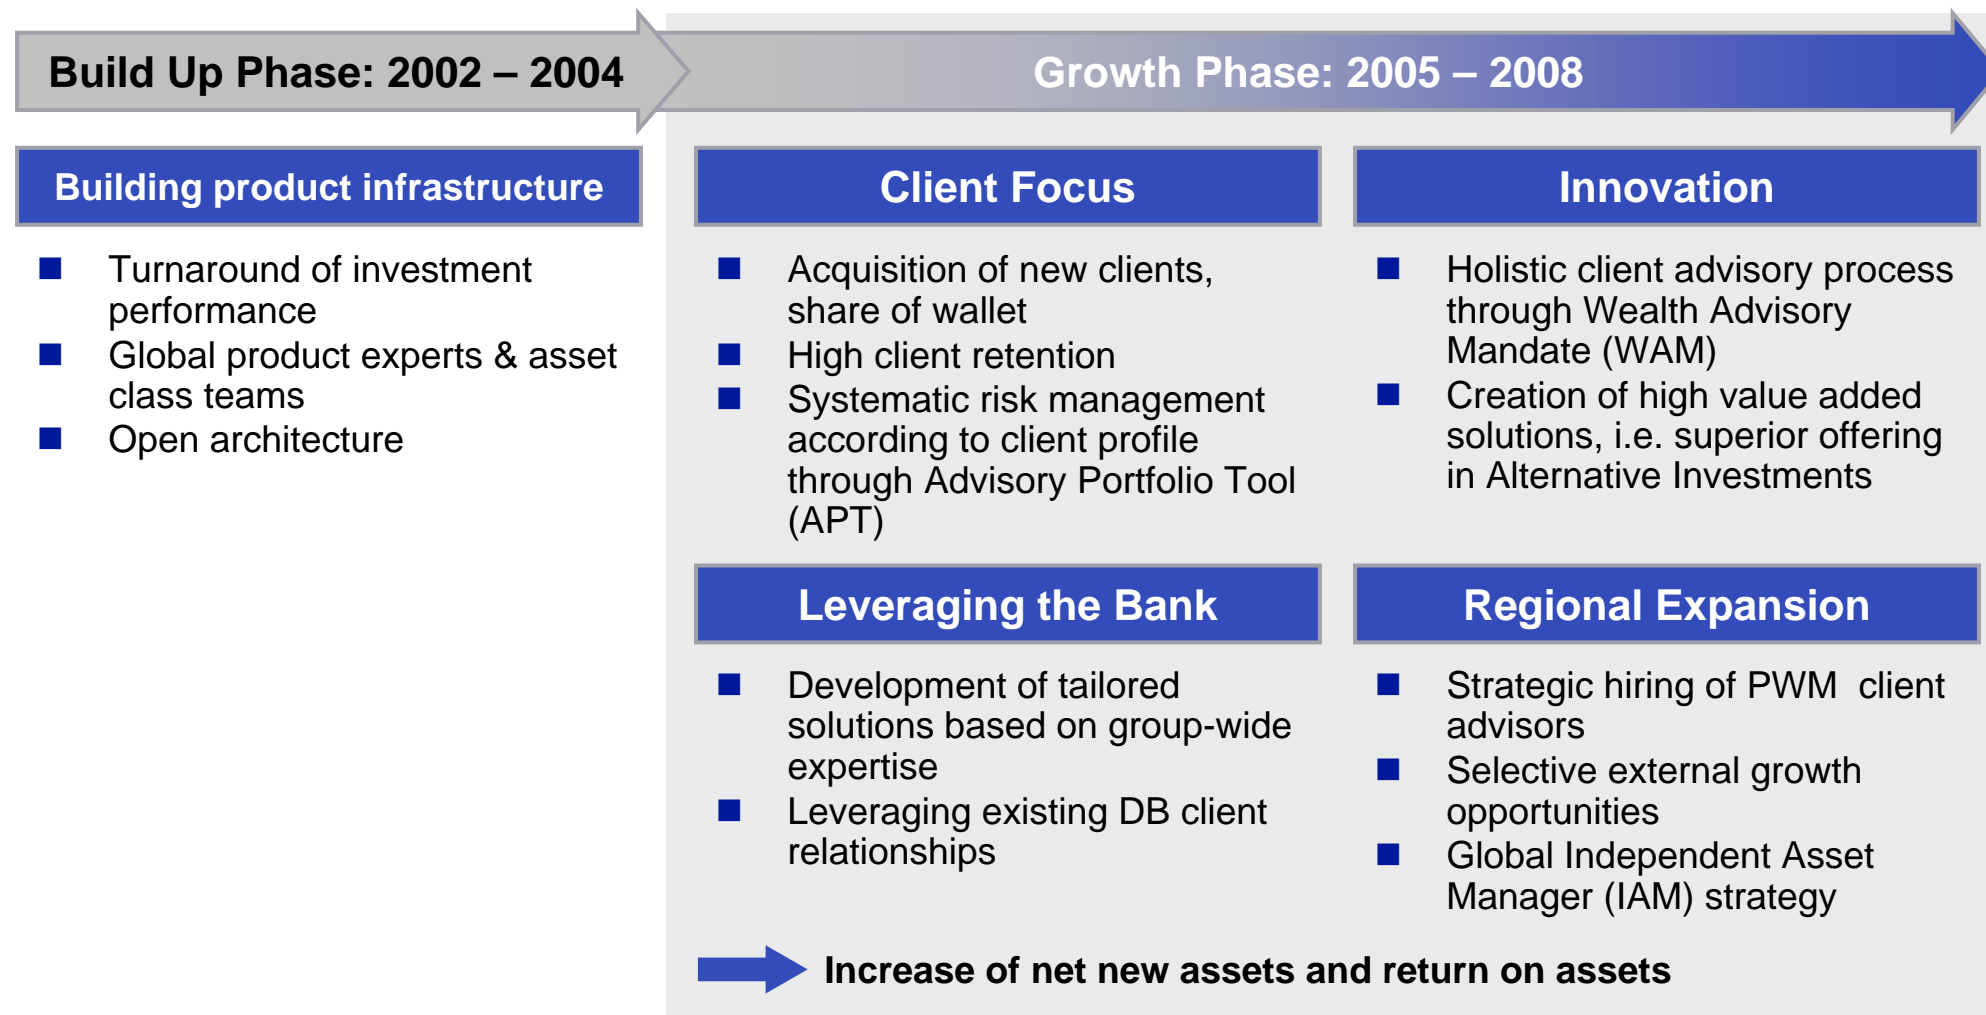 Build Up Phase: 2002 – 2004
Growth Phase: 2005 – 2008
Building product infrastructure
Turnaround of investment
performance
Global product experts & asset
class teams
Open architecture
Client Focus
Acquisition of new clients,
share of wallet
High client retention
Systematic risk management
according to client profile
through Advisory Portfolio Tool
(APT)
Innovation
Holistic client advisory process
through Wealth Advisory
Mandate (WAM)
Creation of high value added
solutions, i.e. superior offering
in Alternative Investments
Leveraging the Bank
Development of tailored
solutions based on group-wide
expertise
Leveraging existing DB client
relationships
Regional Expansion
Strategic hiring of PWM  client
advisors
Selective external growth
opportunities
Global Independent Asset
Manager (IAM) strategy
Increase of net new assets and return on assets